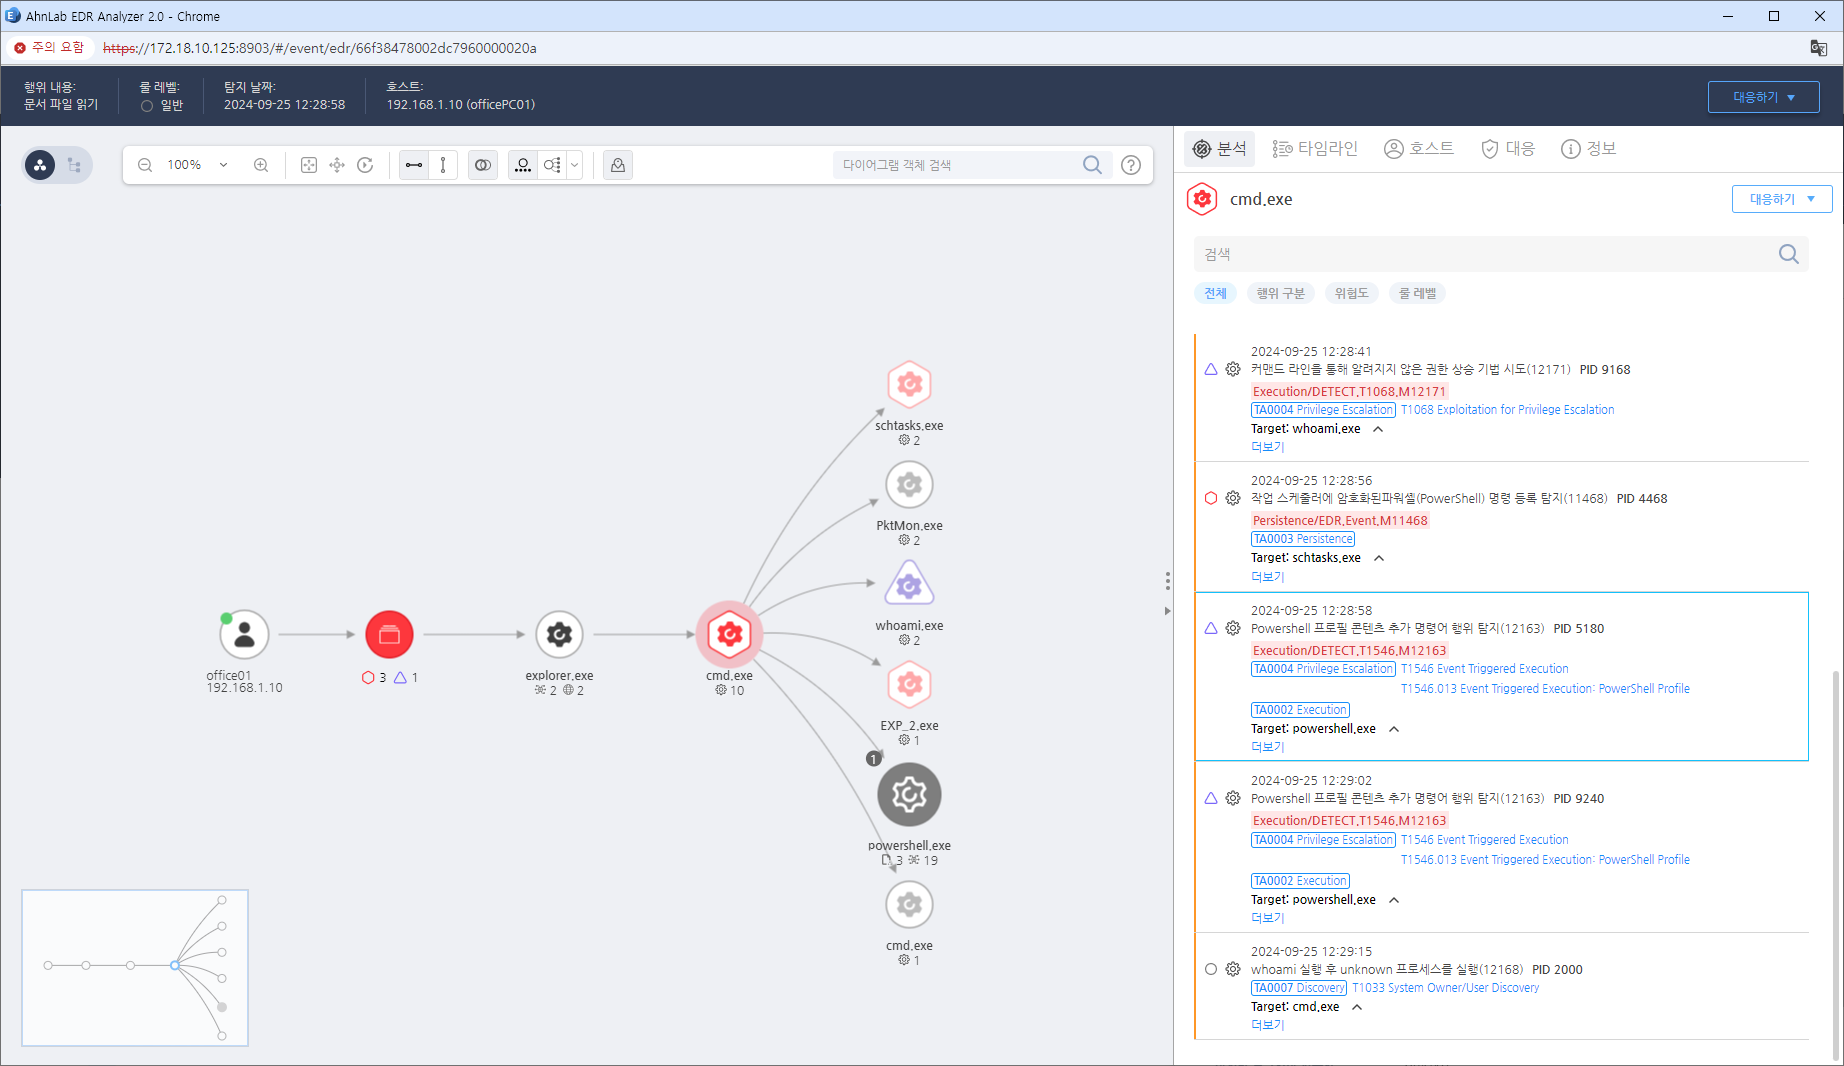 AhnLab EDR Analyzer 2.0 - Chrome
주의 요함 https://172.18.10.125:8903/#/event/edr/66f38478002dc7960000020a
행위 내용:
문서 파일 읽기
룰 레벨:
일반
탐지 날짜:
2024-09-25 12:28:58
호스트:
192.168.1.10 (officePC01)
대응하기
100%
다이어그램 객체 검색
office01
192.168.1.10
3 1
explorer.exe
2 2
cmd.exe
10
schtasks.exe
2
PktMon.exe
2
whoami.exe
2
EXP_2.exe
1
1
powershell.exe
3 19
cmd.exe
1
분석 타임라인 호스트 대응 정보
cmd.exe
대응하기
검색
전체 행위 구분 위험도 룰 레벨
2024-09-25 12:28:41
커맨드 라인을 통해 알려지지 않은 권한 상승 기법 시도(12171) PID 9168
Execution/DETECT.T1068.M12171
TA0004 Privilege Escalation T1068 Exploitation for Privilege Escalation
Target: whoami.exe
더보기
2024-09-25 12:28:56
작업 스케줄러에 암호화된파워셸(PowerShell) 명령 등록 탐지(11468) PID 4468
Persistence/EDR.Event.M11468
TA0003 Persistence
Target: schtasks.exe
더보기
2024-09-25 12:28:58
Powershell 프로필 콘텐츠 추가 명령어 행위 탐지(12163) PID 5180
Execution/DETECT.T1546.M12163
TA0004 Privilege Escalation T1546 Event Triggered Execution
T1546.013 Event Triggered Execution: PowerShell Profile
TA0002 Execution
Target: powershell.exe
더보기
2024-09-25 12:29:02
Powershell 프로필 콘텐츠 추가 명령어 행위 탐지(12163) PID 9240
Execution/DETECT.T1546.M12163
TA0004 Privilege Escalation T1546 Event Triggered Execution
T1546.013 Event Triggered Execution: PowerShell Profile
TA0002 Execution
Target: powershell.exe
더보기
2024-09-25 12:29:15
whoami 실행 후 unknown 프로세스를 실행(12168) PID 2000
TA0007 Discovery T1033 System Owner/User Discovery
Target: cmd.exe
더보기